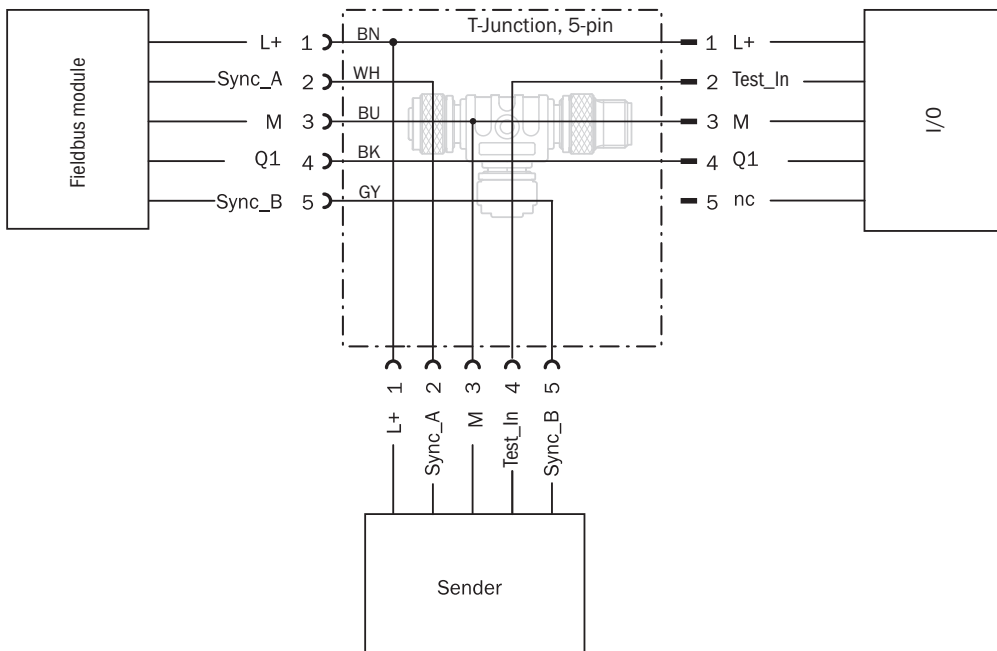 T-Junction, 5-pin
L+ 1 BN 1 L+
Sync_A 2 WH 2 Test_In
M 3 BU 3 M
Q1 4 BK 4 Q1
Sync_B 5 GY 5 nc
Fieldbus module
I/O
1 2 3 4 5
L+ Sync_A M Test_In Sync_B
Sender